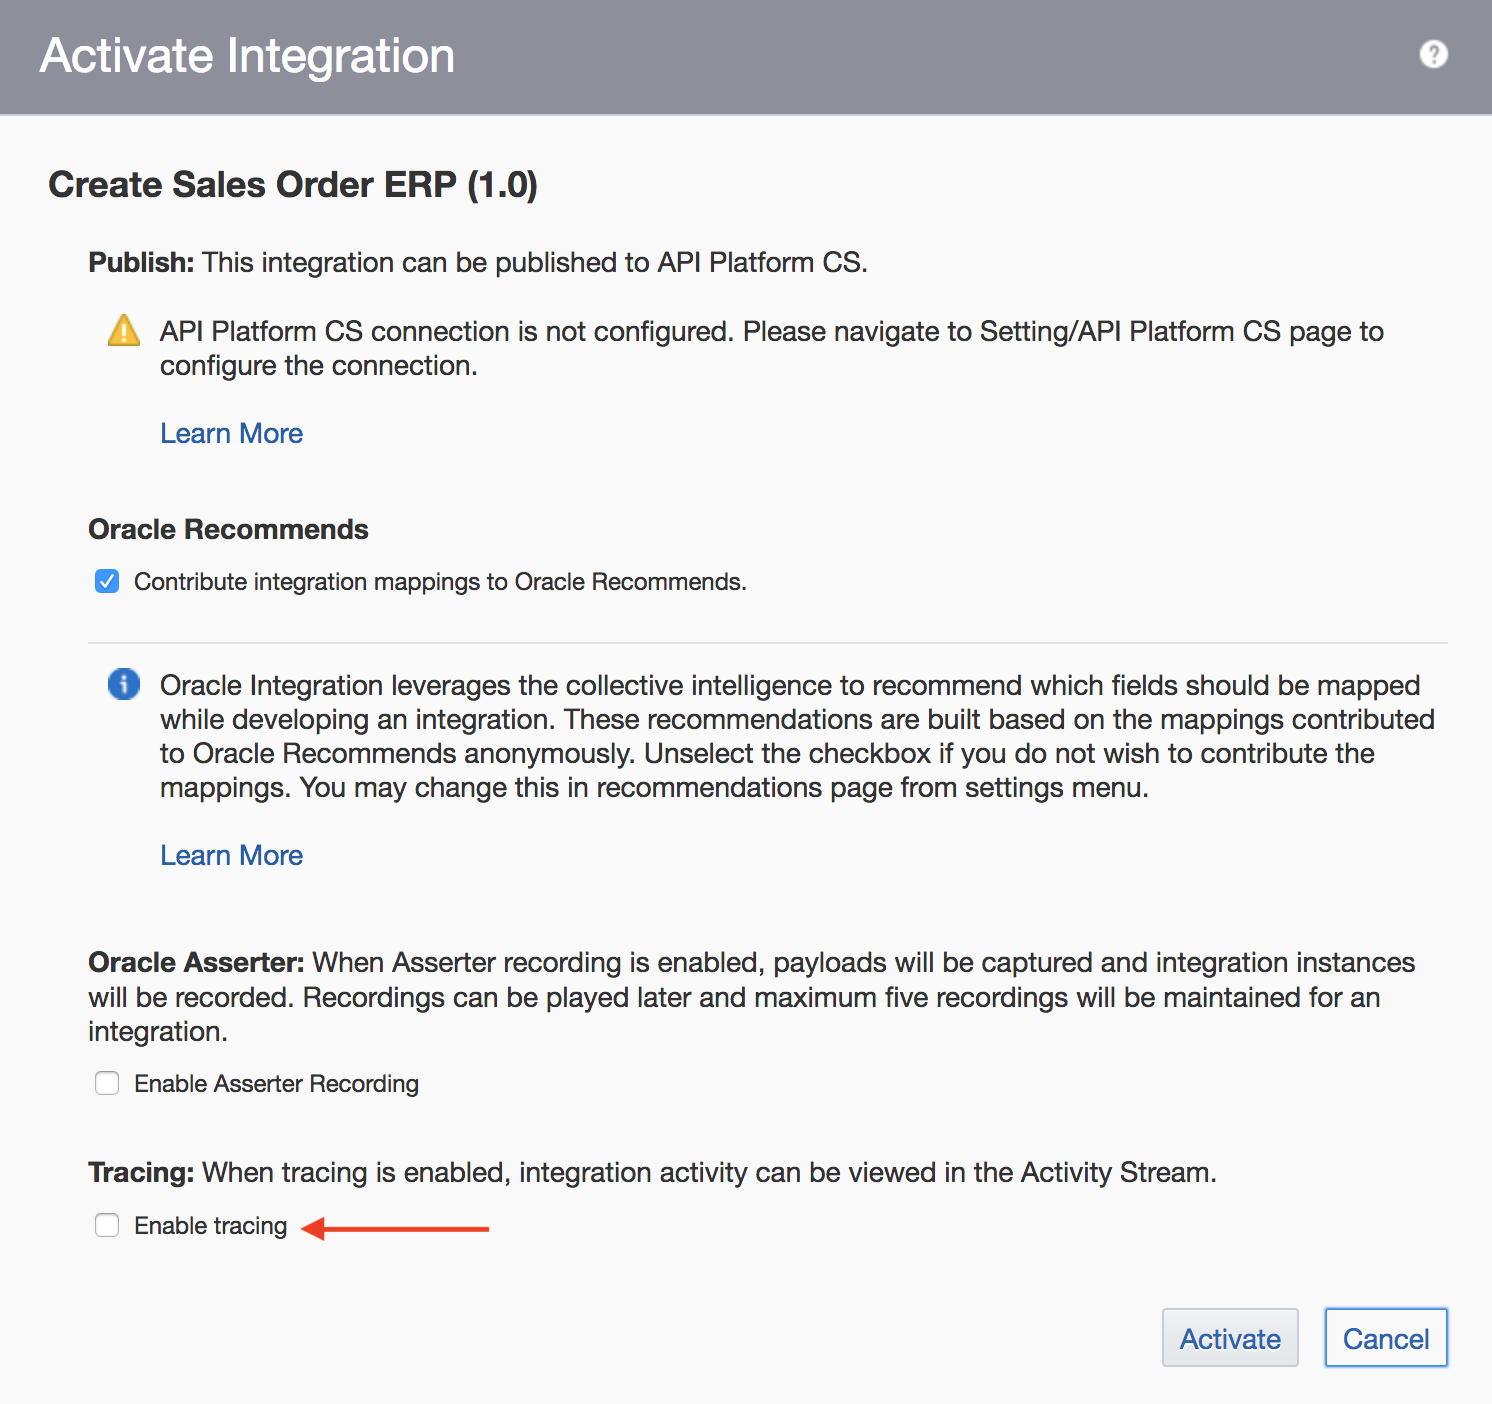 Activate Integration
Create Sales Order ERP (1.0)
Publish: This integration can be published to API Platform CS.
API Platform CS connection is not configured. Please navigate to Setting/API Platform CS page to
configure the connection.
Learn More
Oracle Recommends
Contribute integration mappings to Oracle Recommends.
Oracle Integration leverages the collective intelligence to recommend which fields should be mapped
while developing an integration. These recommendations are built based on the mappings contributed
to Oracle Recommends anonymously. Unselect the checkbox if you do not wish to contribute the
mappings. You may change this in recommendations page from settings menu.
Learn More
Oracle Asserter: When Asserter recording is enabled, payloads will be captured and integration instances
will be recorded. Recordings can be played later and maximum five recordings will be maintained for an
integration.
Enable Asserter Recording
Tracing: When tracing is enabled, integration activity can be viewed in the Activity Stream.
Enable tracing
Activate
Cancel